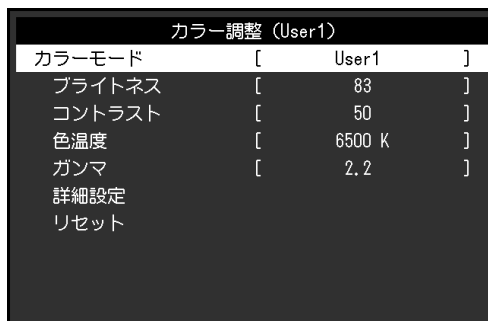 カラー調整 (User1)
カラーモード [ User1 ]
ブライトネス [ 83 ]
コントラスト [ 50 ]
色温度 [ 6500 K ]
ガンマ [ 2.2 ]
詳細設定
リセット